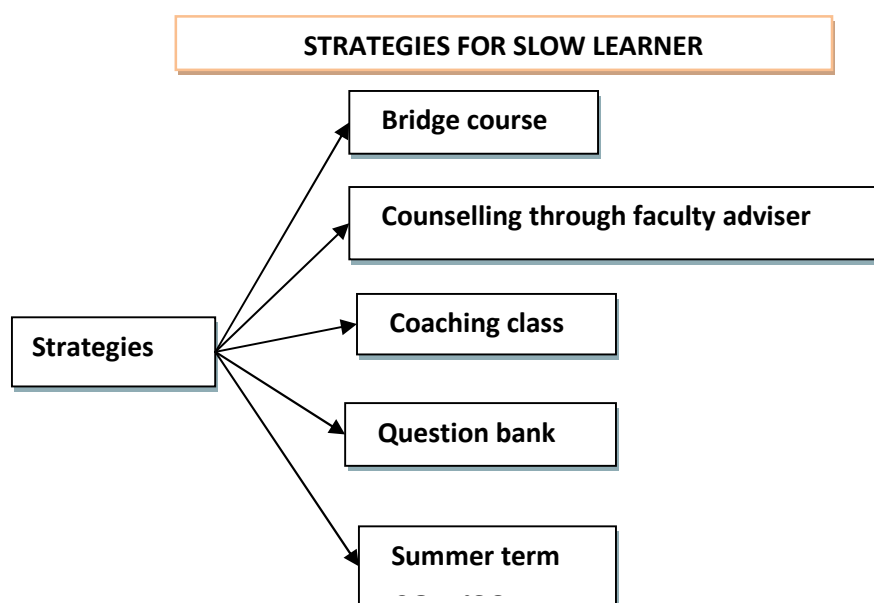 STRATEGIES FOR SLOW LEARNER
Bridge course
Counselling through faculty adviser
Coaching class
Strategies
Question bank
Summer term